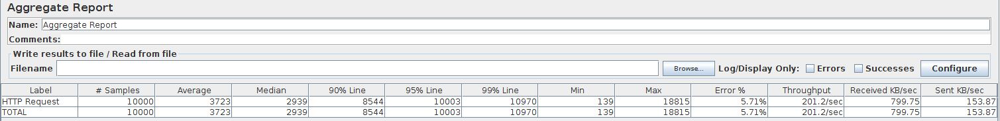 Aggregate Report
Name: Aggregate Report
Comments:
Write results to file / Read from file
Filename Browse... Log/Display Only: Errors Successes Configure
Label # Samples Average Median 90% Line 95% Line 99% Line Min Max Error % Throughput Received KB/sec Sent KB/sec
HTTP Request 10000 3723 2939 8544 10003 10970 139 18815 5.71% 201.2/sec 799.75 153.87
TOTAL 10000 3723 2939 8544 10003 10970 139 18815 5.71% 201.2/sec 799.75 153.87